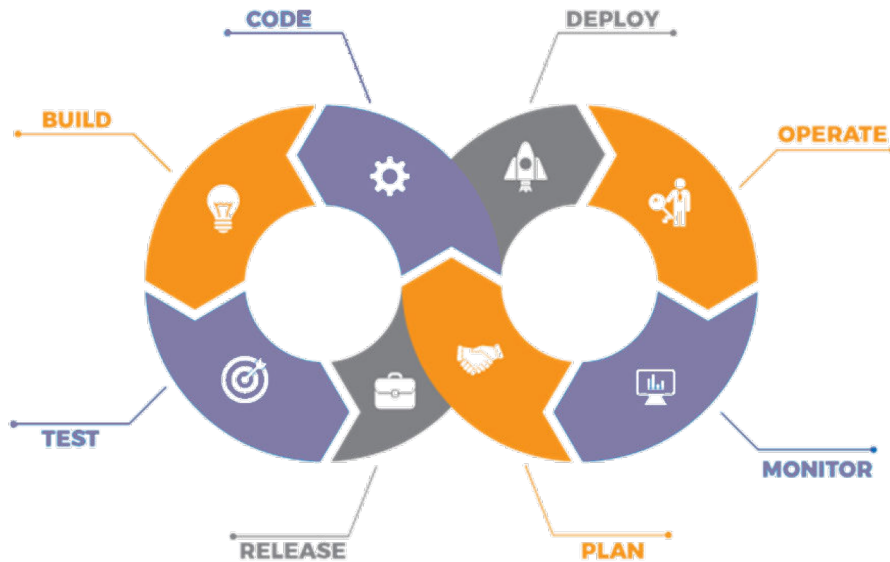 CODE
DEPLOY
BUILD
OPERATE
TEST
MONITOR
RELEASE
PLAN